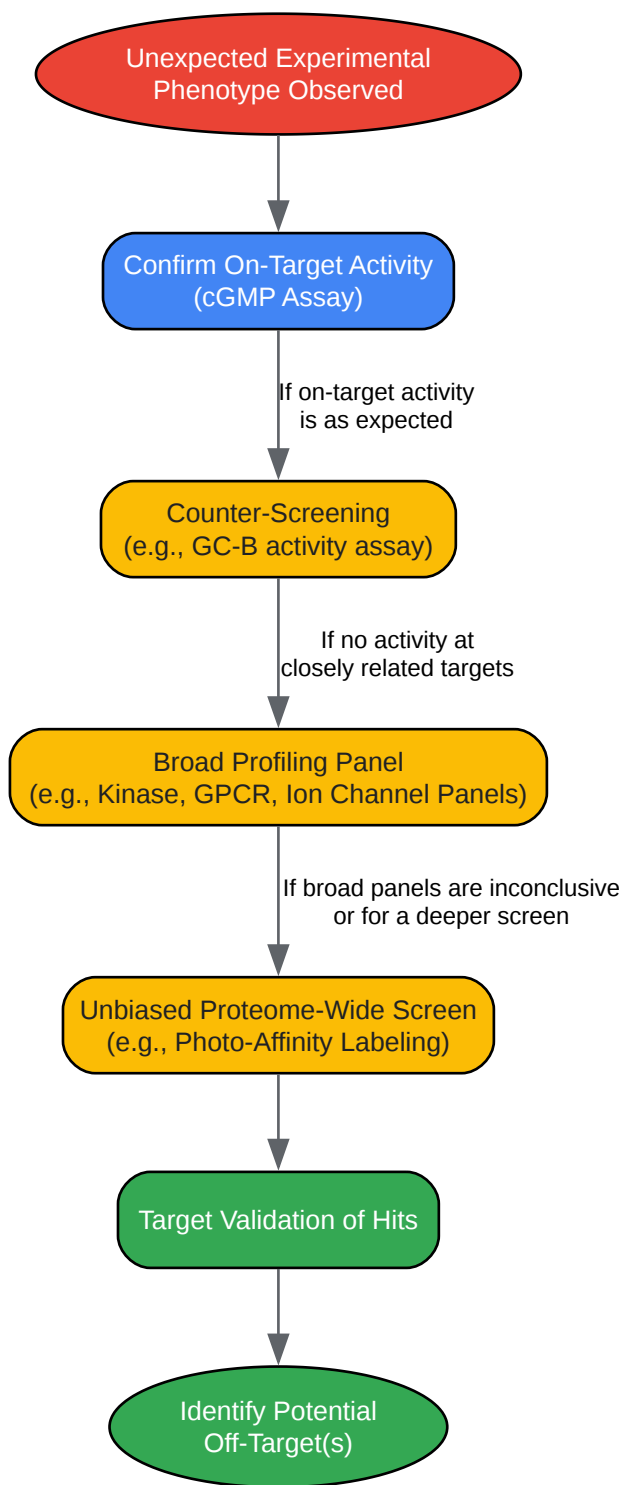 Unexpected Experimental
Phenotype Observed
Confirm On-Target Activity
(cGMP Assay)
If on-target activity
is as expected
Counter-Screening
(e.g., GC-B activity assay)
If no activity at
closely related targets
Broad Profiling Panel
(e.g., Kinase, GPCR, Ion Channel Panels)
If broad panels are inconclusive
or for a deeper screen
Unbiased Proteome-Wide Screen
(e.g., Photo-Affinity Labeling)
Target Validation of Hits
Identify Potential
Off-Target(s)